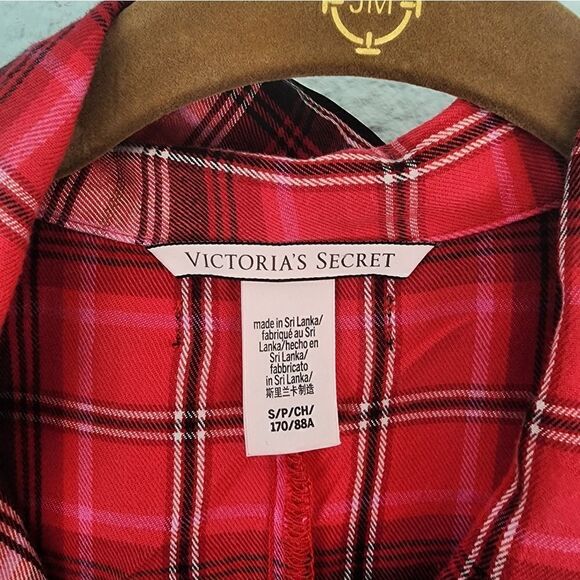 JM
VICTORIA'S SECRET
made in Sri Lanka/
fabriqué au Sri
Lanka/hecho en
Sri Lanka/
fabbricato
in Sri Lanka/
斯里兰卡制造
S/P/CH/
170/88A